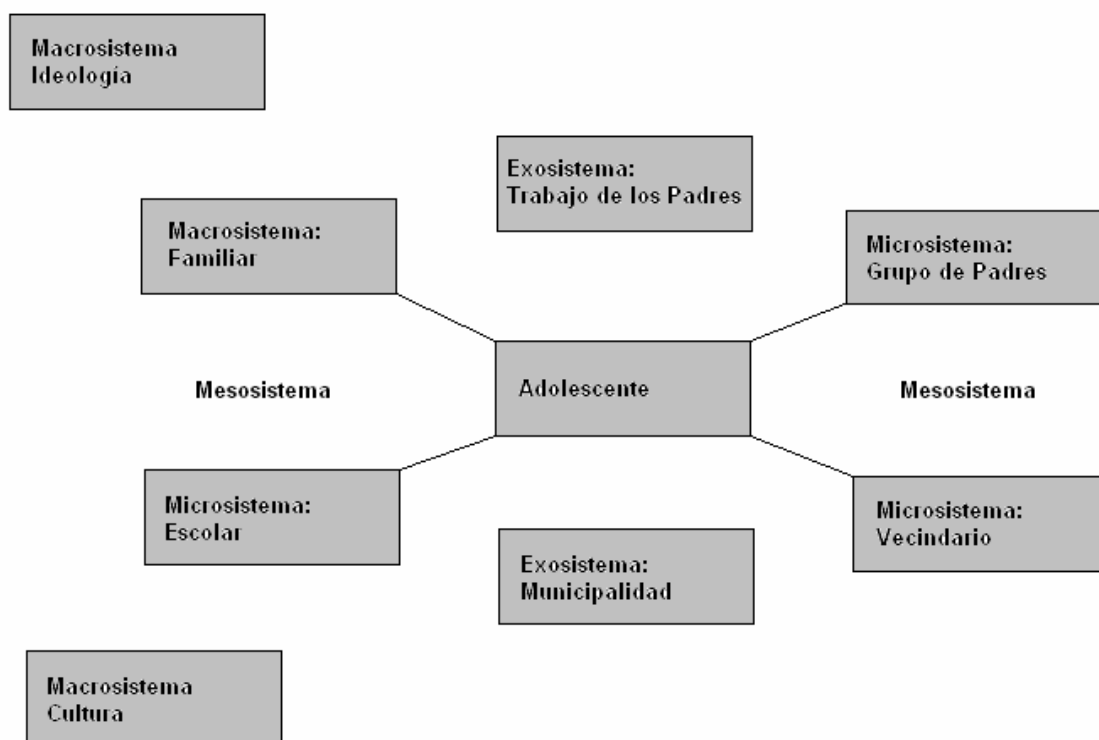 Macrosistema
Ideología
Exosistema:
Trabajo de los Padres
Macrosistema:
Familiar
Microsistema:
Grupo de Padres
Mesosistema
Adolescente
Mesosistema
Microsistema:
Escolar
Microsistema:
Vecindario
Exosistema:
Municipalidad
Macrosistema
Cultura